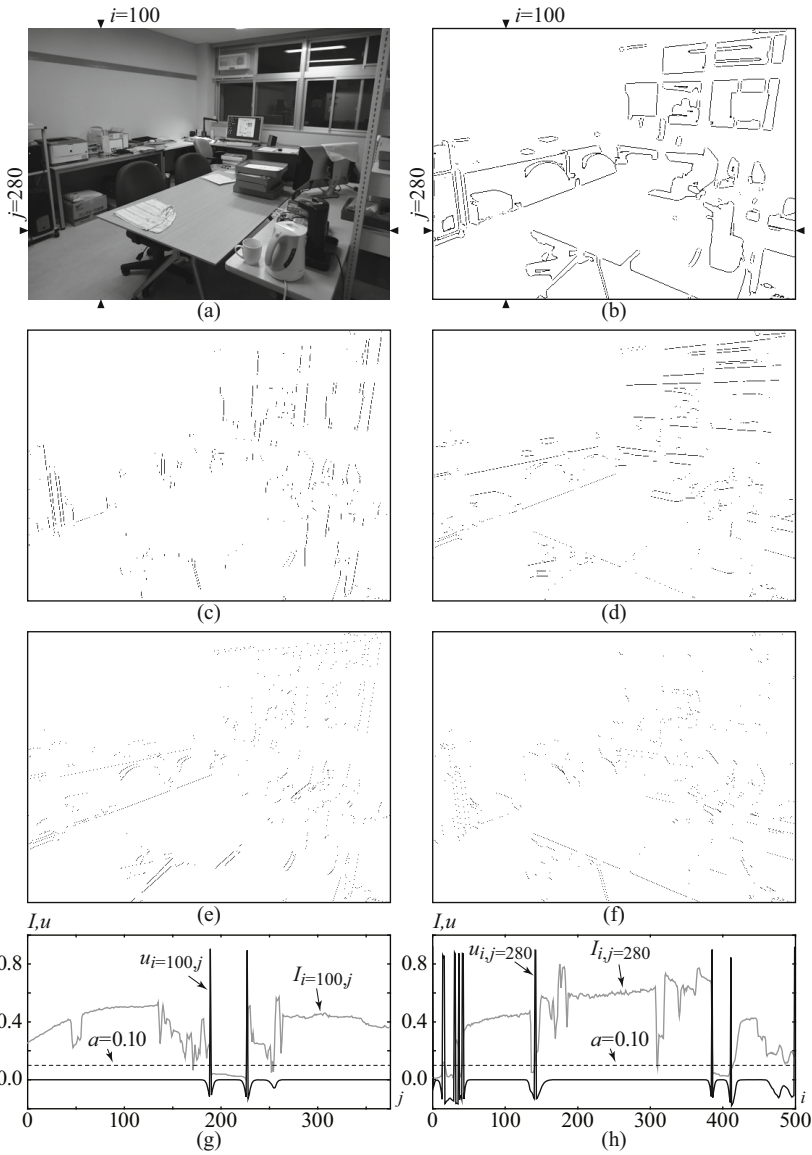 i=100
i=100
j=280
j=280
(a)
(b)
(c)
(d)
(e)
(f)
I,u
I,u
0.8
0.4
0.0
u_{i=100,j}
I_{i=100,j}
a=0.10
0
100
200
300
j
(g)
0.8
0.4
0.0
u_{i,j=280}
I_{i,j=280}
a=0.10
0
100
200
300
400
500
i
(h)